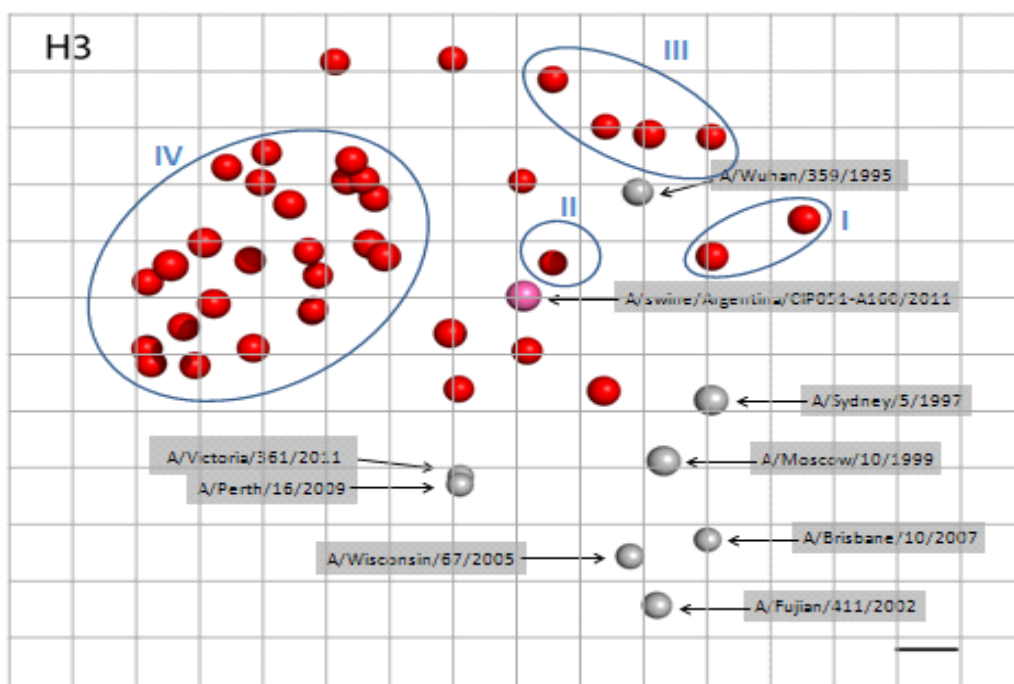 H3
III
IV
A/Wuhan/359/1995
II
I
A/swine/Argentina/CIP051-A160/2011
A/Sydney/5/1997
A/Victoria/361/2011
A/Moscow/10/1999
A/Perth/16/2009
A/Brisbane/10/2007
A/Wisconsin/67/2005
A/Fujian/411/2002